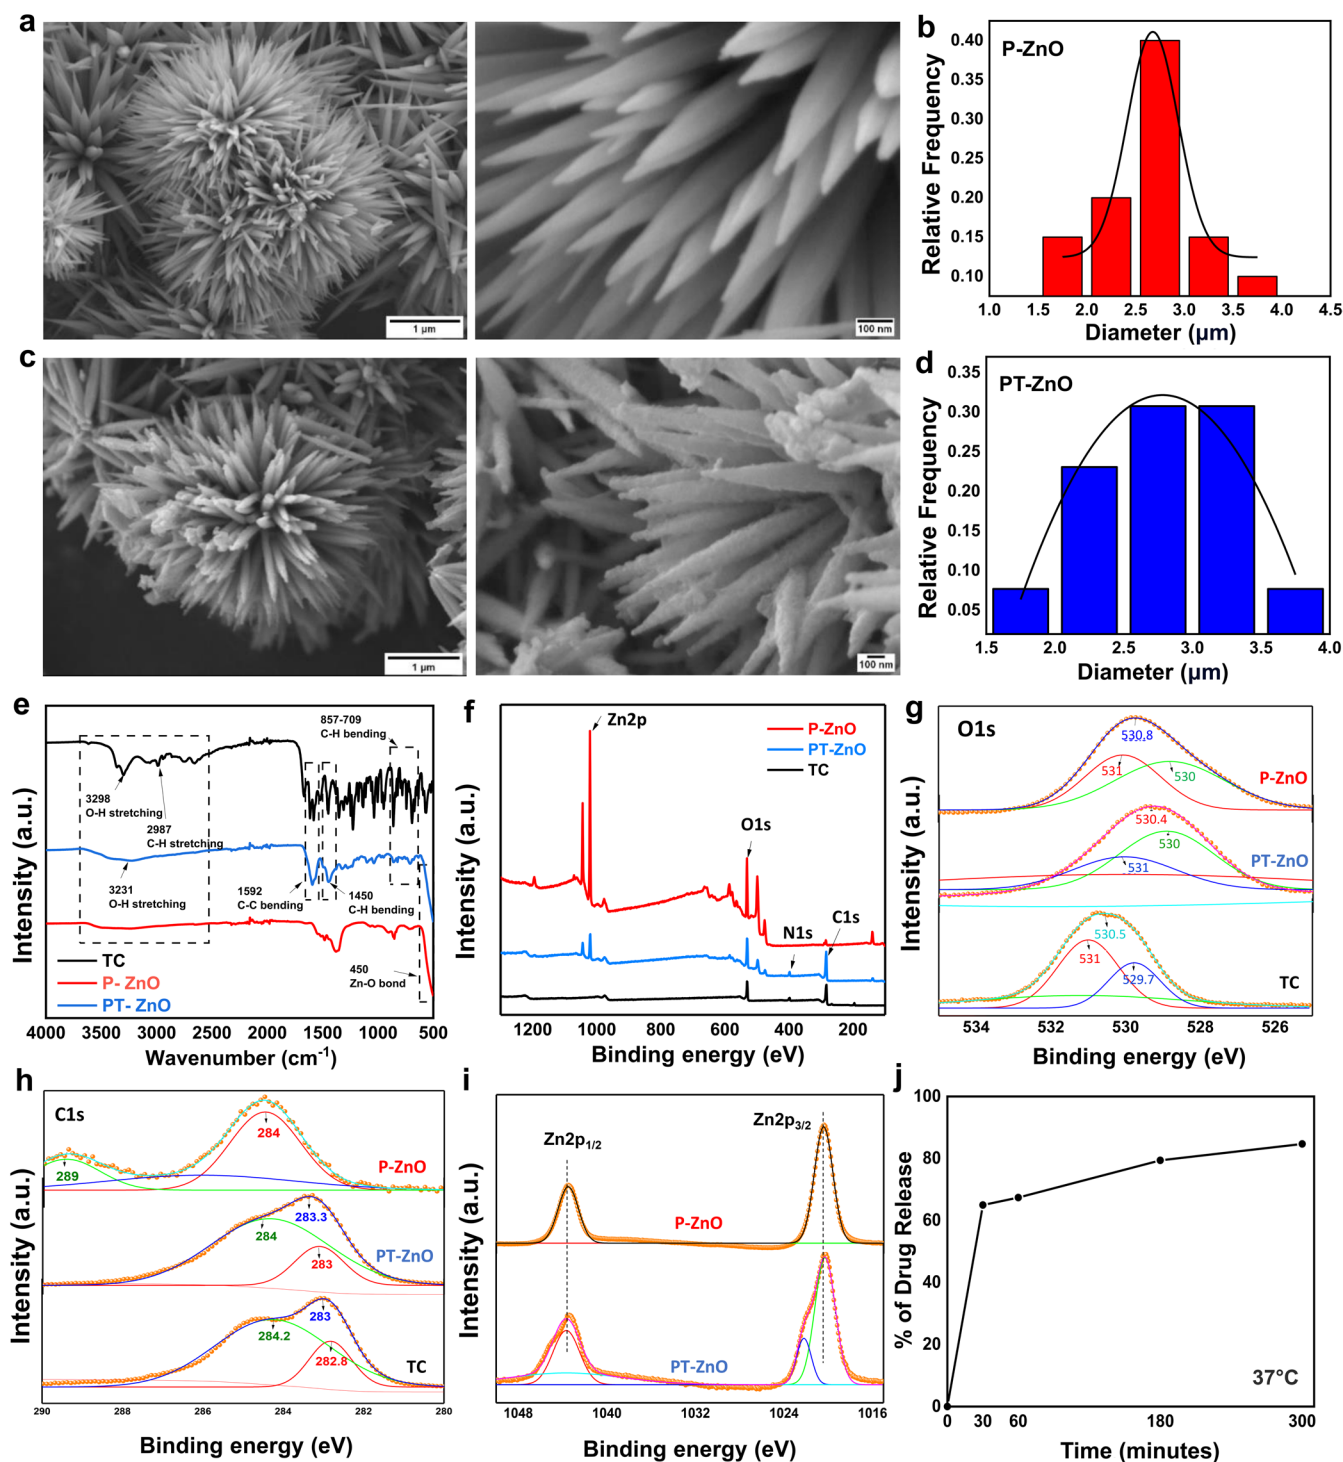 a
1 μm
100 nm
b
P-ZnO
Relative Frequency
0.40
0.35
0.30
0.25
0.20
0.15
0.10
1.0 1.5 2.0 2.5 3.0 3.5 4.0 4.5
Diameter (μm)
c
1 μm
100 nm
d
PT-ZnO
Relative Frequency
0.35
0.30
0.25
0.20
0.15
0.10
0.05
1.5 2.0 2.5 3.0 3.5 4.0
Diameter (μm)
e
Intensity (a.u.)
857-709
C-H bending
3298
O-H stretching
2987
C-H stretching
3231
O-H stretching
1592
C-C bending
1450
C-H bending
450
Zn-O bond
TC
P- ZnO
PT- ZnO
4000 3500 3000 2500 2000 1500 1000 500
Wavenumber (cm-1)
f
Intensity (a.u.)
Zn2p
P-ZnO
PT-ZnO
TC
O1s
N1s
C1s
1200 1000 800 600 400 200
Binding energy (eV)
g
Intensity (a.u.)
O1s
530.8
531
530
P-ZnO
530.4
530
531
PT-ZnO
530.5
531
529.7
TC
534 532 530 528 526
Binding energy (eV)
h
Intensity (a.u.)
C1s
284
289
P-ZnO
283.3
284
283
PT-ZnO
283
284.2
282.8
TC
290 288 286 284 282 280
Binding energy (eV)
i
Intensity (a.u.)
Zn2p1/2
Zn2p3/2
P-ZnO
PT-ZnO
1048 1040 1032 1024 1016
Binding energy (eV)
j
% of Drug Release
100
80
60
40
20
0
37°C
0 30 60 180 300
Time (minutes)